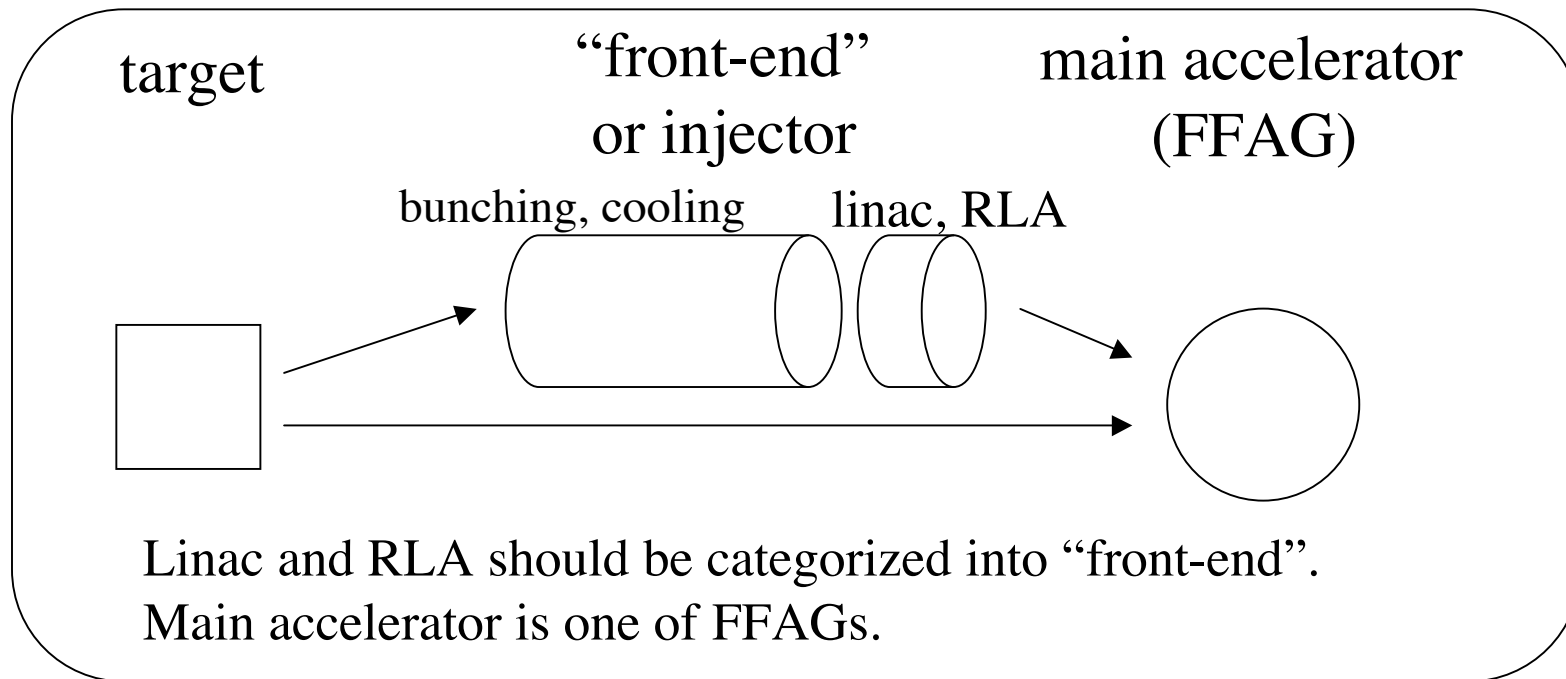 target
“front-end”
or injector
main accelerator
(FFAG)
bunching, cooling
linac, RLA
Linac and RLA should be categorized into “front-end”.
Main accelerator is one of FFAGs.